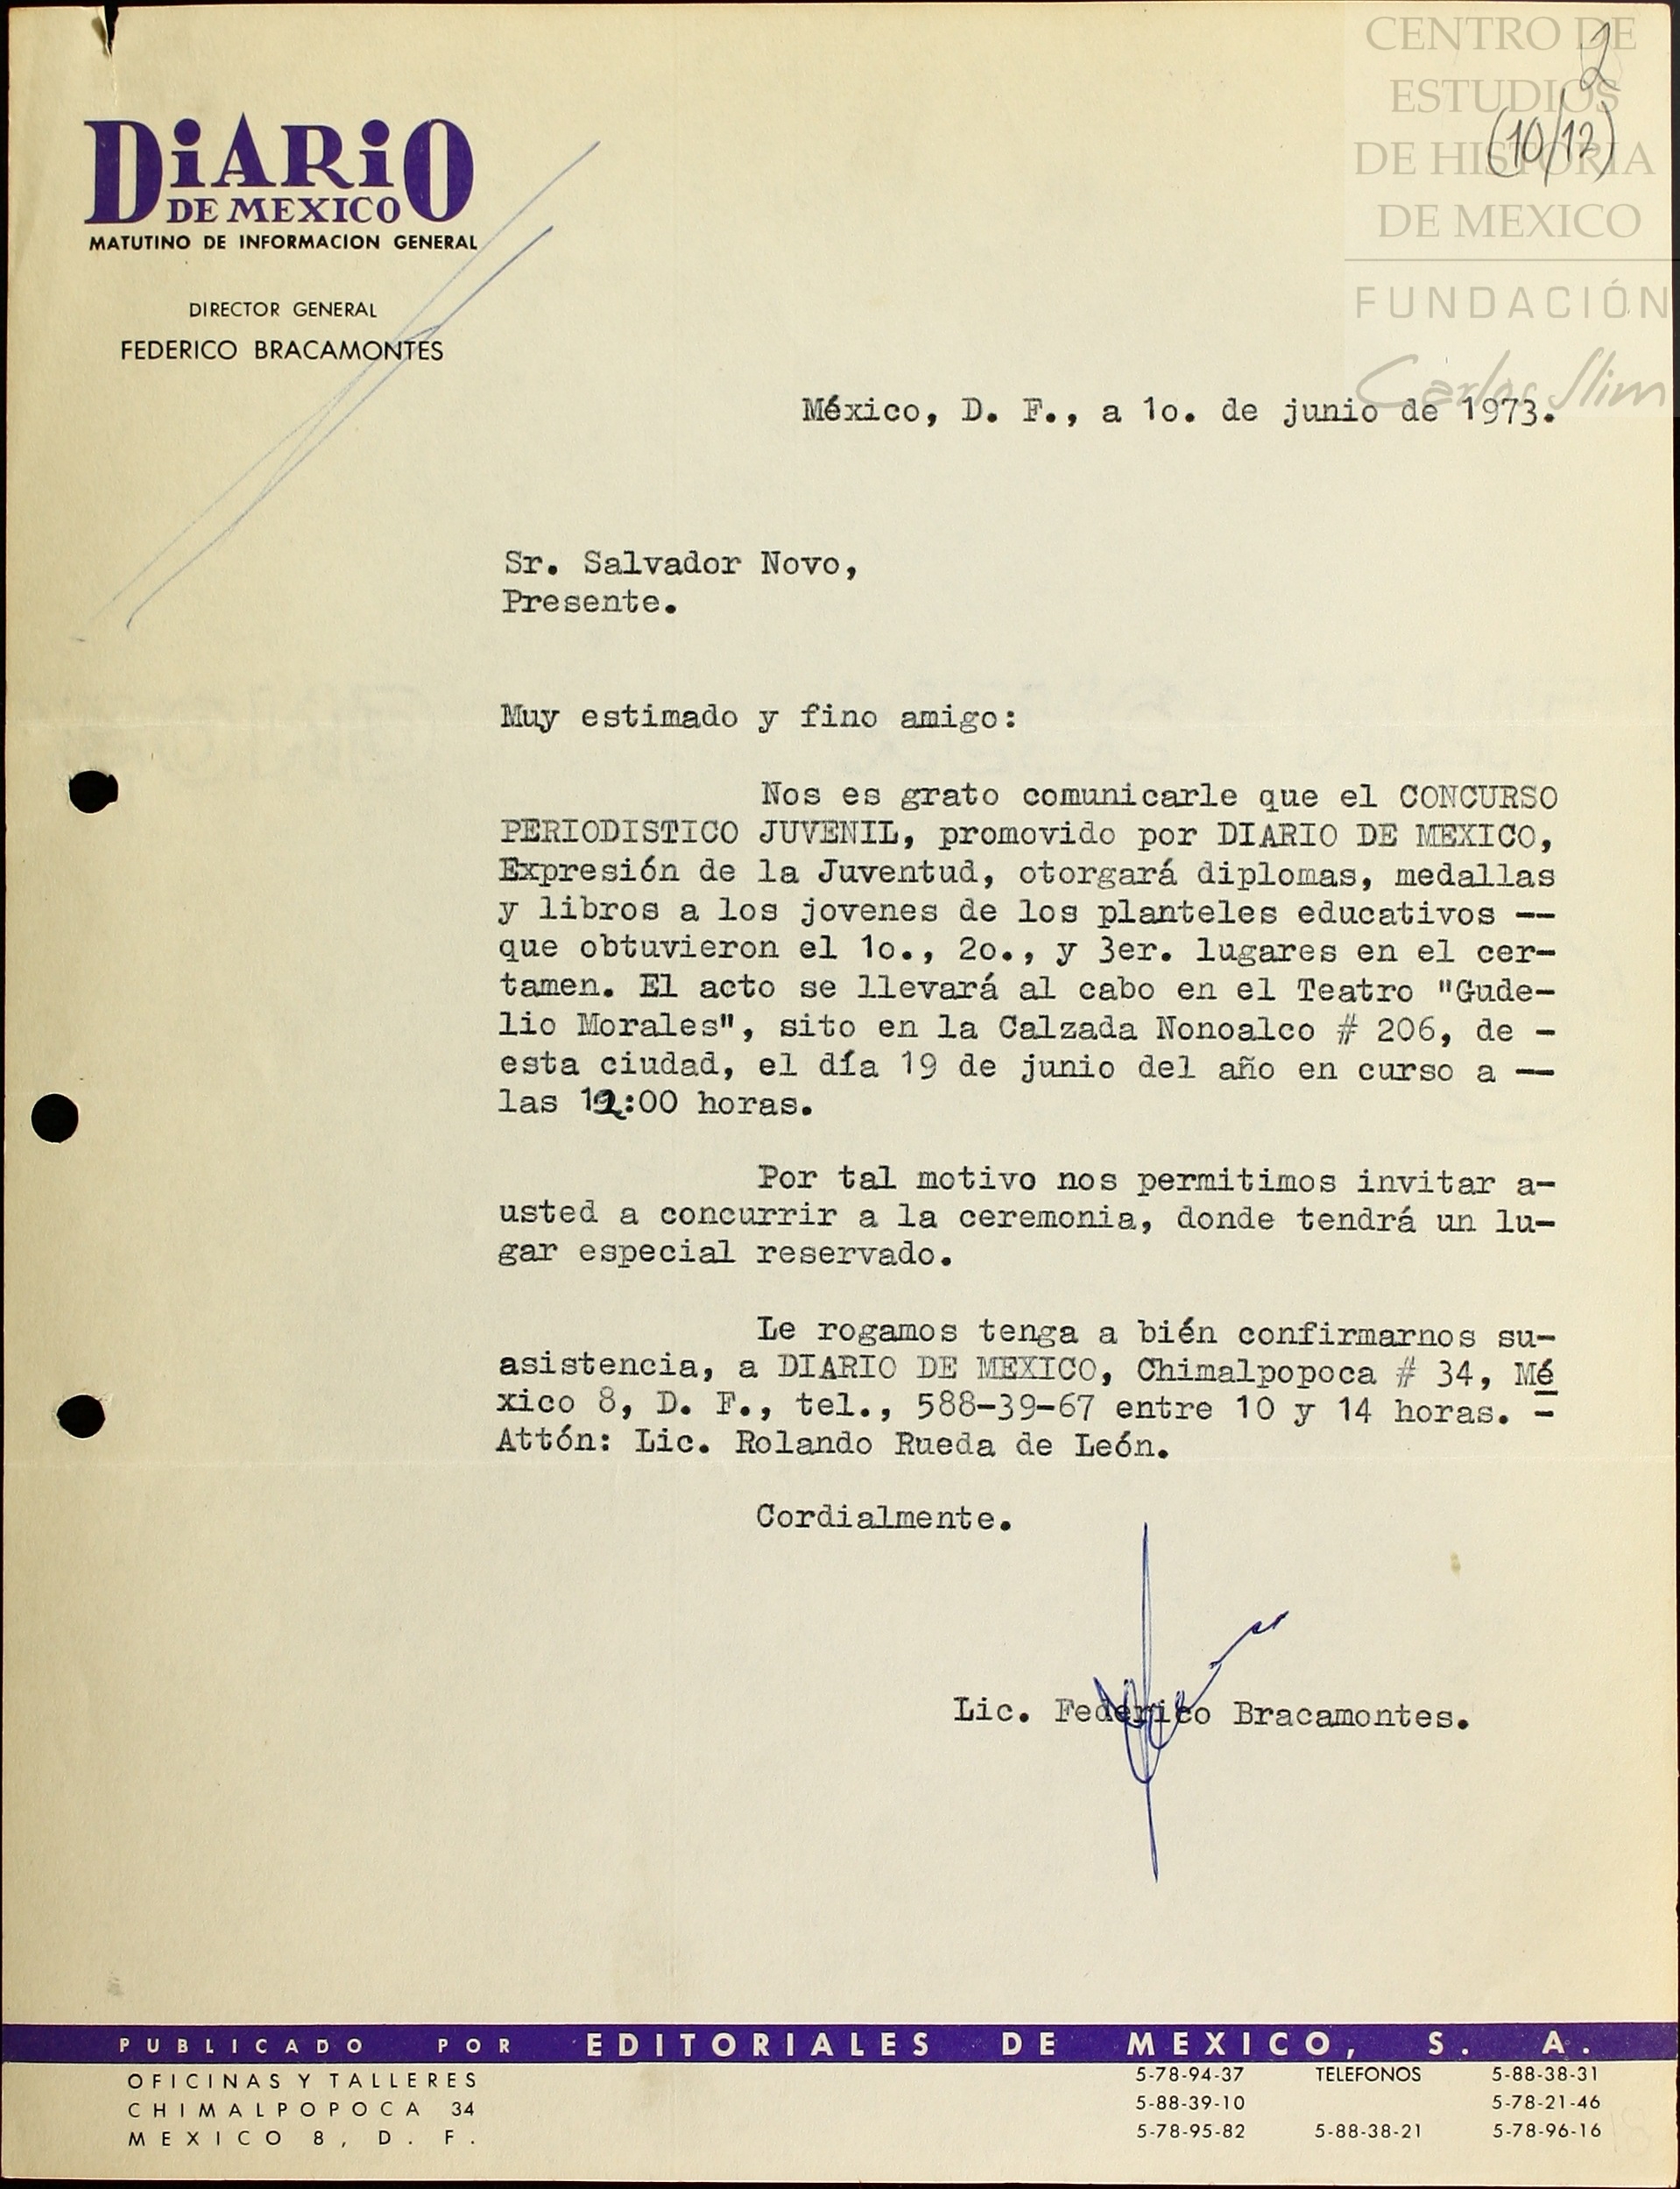 CENTRO DE
ESTUDIOS
DE HISTORIA
DE MEXICO
FUNDACIÓN
Carlos Slim
2
(10/12)
DiARiO
DE MEXICO
MATUTINO DE INFORMACION GENERAL
DIRECTOR GENERAL
FEDERICO BRACAMONTES
México, D. F., a 1o. de junio de 1973.
Sr. Salvador Novo,
Presente.
Muy estimado y fino amigo:
Nos es grato comunicarle que el CONCURSO
PERIODISTICO JUVENIL, promovido por DIARIO DE MEXICO,
Expresión de la Juventud, otorgará diplomas, medallas
y libros a los jovenes de los planteles educativos --
que obtuvieron el 1o., 2o., y 3er. lugares en el cer-
tamen. El acto se llevará al cabo en el Teatro "Gude-
lio Morales", sito en la Calzada Nonoalco # 206, de -
esta ciudad, el día 19 de junio del año en curso a --
las 12:00 horas.
Por tal motivo nos permitimos invitar a-
usted a concurrir a la ceremonia, donde tendrá un lu-
gar especial reservado.
Le rogamos tenga a bién confirmarnos su-
asistencia, a DIARIO DE MEXICO, Chimalpopoca # 34, Mé
xico 8, D. F., tel., 588-39-67 entre 10 y 14 horas. -
Attón: Lic. Rolando Rueda de León.
Cordialmente.
Lic. Federico Bracamontes.
PUBLICADO POR EDITORIALES DE MEXICO, S. A.
OFICINAS Y TALLERES
CHIMALPOPOCA 34
MEXICO 8, D. F.
5-78-94-37 TELEFONOS 5-88-38-31
5-88-39-10 5-78-21-46
5-78-95-82 5-88-38-21 5-78-96-16